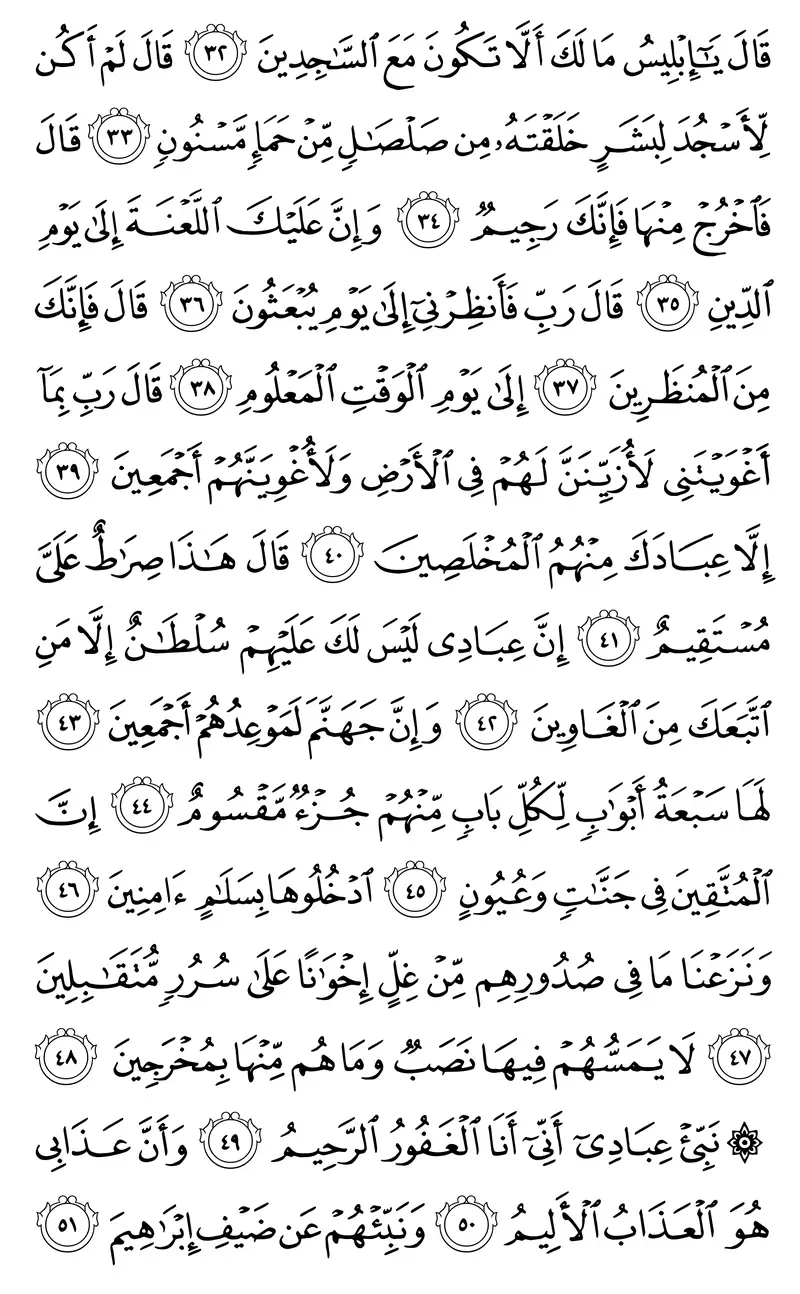 قَالَ يَـٰٓإِبْلِيسُ مَا لَكَ أَلَّا تَكُونَ مَعَ ٱلسَّـٰجِدِينَ ٣٢ قَالَ لَمْ أَكُن
لِّأَسْجُدَ لِبَشَرٍ خَلَقْتَهُۥ مِن صَلْصَـٰلٍ مِّنْ حَمَإٍ مَّسْنُونٍ ٣٣ قَالَ
فَٱخْرُجْ مِنْهَا فَإِنَّكَ رَجِيمٌ ٣٤ وَإِنَّ عَلَيْكَ ٱللَّعْنَةَ إِلَىٰ يَوْمِ
ٱلدِّينِ ٣٥ قَالَ رَبِّ فَأَنظِرْنِىٓ إِلَىٰ يَوْمِ يُبْعَثُونَ ٣٦ قَالَ فَإِنَّكَ
مِنَ ٱلْمُنظَرِينَ ٣٧ إِلَىٰ يَوْمِ ٱلْوَقْتِ ٱلْمَعْلُومِ ٣٨ قَالَ رَبِّ بِمَآ
أَغْوَيْتَنِى لَأُزَيِّنَنَّ لَهُمْ فِى ٱلْأَرْضِ وَلَأُغْوِيَنَّهُمْ أَجْمَعِينَ ٣٩
إِلَّا عِبَادَكَ مِنْهُمُ ٱلْمُخْلَصِينَ ٤٠ قَالَ هَـٰذَا صِرَٰطٌ عَلَىَّ
مُسْتَقِيمٌ ٤١ إِنَّ عِبَادِى لَيْسَ لَكَ عَلَيْهِمْ سُلْطَـٰنٌ إِلَّا مَنِ
ٱتَّبَعَكَ مِنَ ٱلْغَاوِينَ ٤٢ وَإِنَّ جَهَنَّمَ لَمَوْعِدُهُمْ أَجْمَعِينَ ٤٣
لَهَا سَبْعَةُ أَبْوَٰبٍ لِّكُلِّ بَابٍ مِّنْهُمْ جُزْءٌ مَّقْسُومٌ ٤٤ إِنَّ
ٱلْمُتَّقِينَ فِى جَنَّـٰتٍ وَعُيُونٍ ٤٥ ٱدْخُلُوهَا بِسَلَـٰمٍ ءَامِنِينَ ٤٦
وَنَزَعْنَا مَا فِى صُدُورِهِم مِّنْ غِلٍّ إِخْوَٰنًا عَلَىٰ سُرُرٍ مُّتَقَـٰبِلِينَ
٤٧ لَا يَمَسُّهُمْ فِيهَا نَصَبٌ وَمَا هُم مِّنْهَا بِمُخْرَجِينَ ٤٨
۞ نَبِّئْ عِبَادِىٓ أَنِّىٓ أَنَا ٱلْغَفُورُ ٱلرَّحِيمُ ٤٩ وَأَنَّ عَذَابِى
هُوَ ٱلْعَذَابُ ٱلْأَلِيمُ ٥٠ وَنَبِّئْهُمْ عَن ضَيْفِ إِبْرَٰهِيمَ ٥١